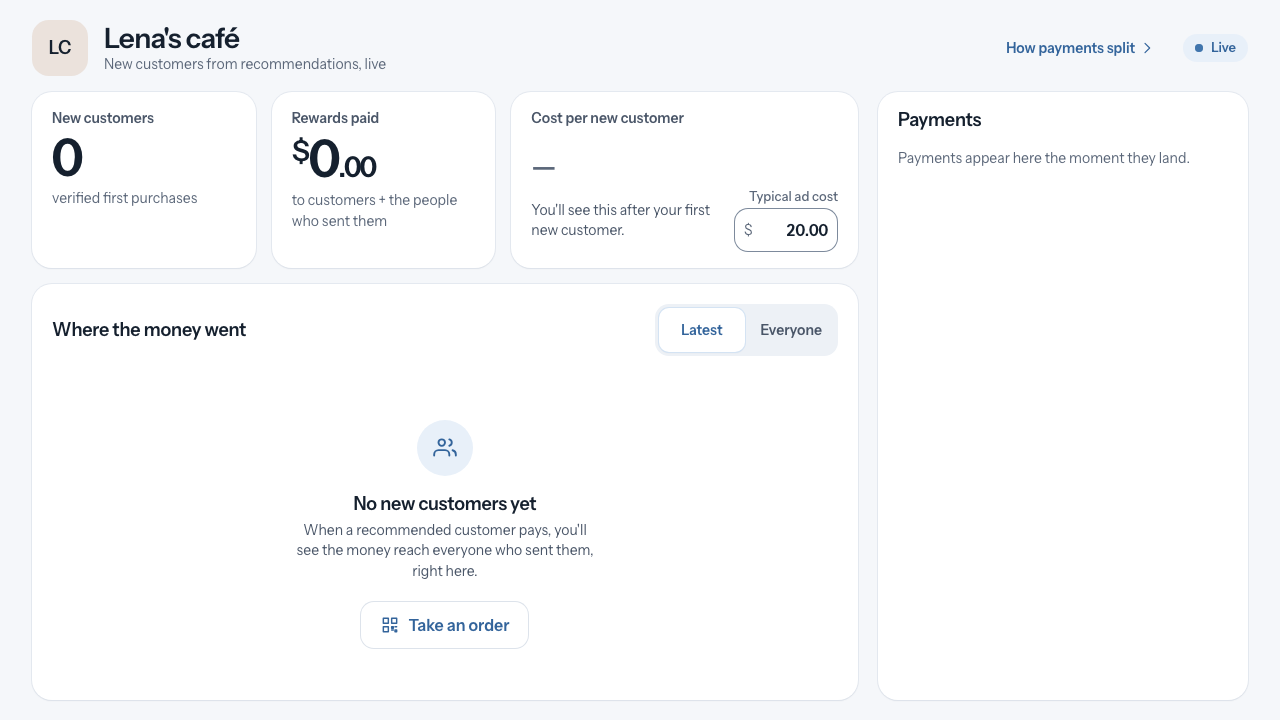 LC
Lena's café
New customers from recommendations, live
How payments split
Live
New customers
0
verified first purchases
Rewards paid
$0.00
to customers + the people
who sent them
Cost per new customer
—
You'll see this after your first
new customer.
Typical ad cost
$ 20.00
Payments
Payments appear here the moment they land.
Where the money went
Latest
Everyone
No new customers yet
When a recommended customer pays, you'll
see the money reach everyone who sent them,
right here.
Take an order